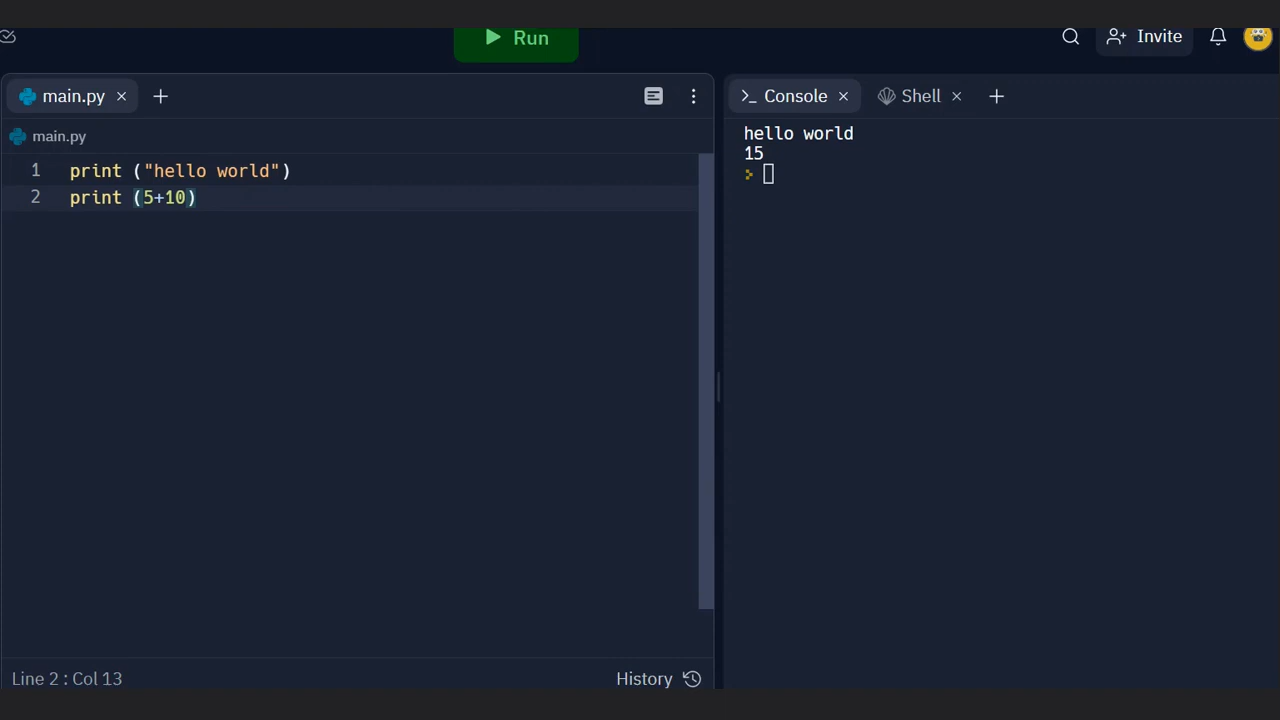 Run
Invite
main.py
Console
Shell
main.py
1 print ("hello world")
2 print (5+10)
hello world
15
Line 2 : Col 13
History